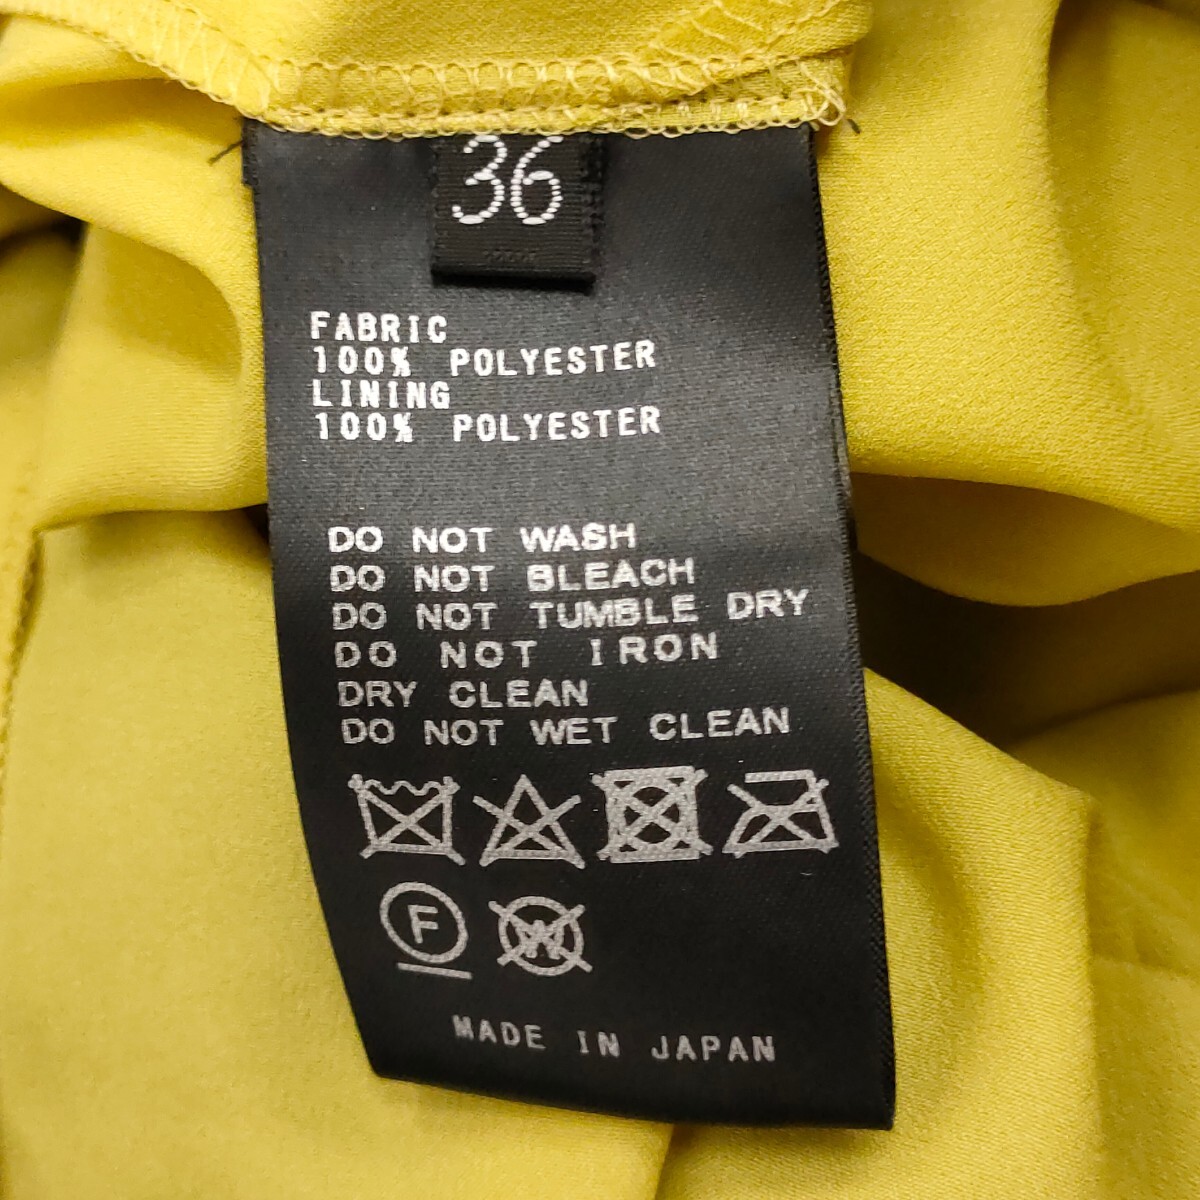 36
FABRIC
100% POLYESTER
LINING
100% POLYESTER
DO NOT WASH
DO NOT BLEACH
DO NOT TUMBLE DRY
DO NOT IRON
DRY CLEAN
DO NOT WET CLEAN
F W
MADE IN JAPAN